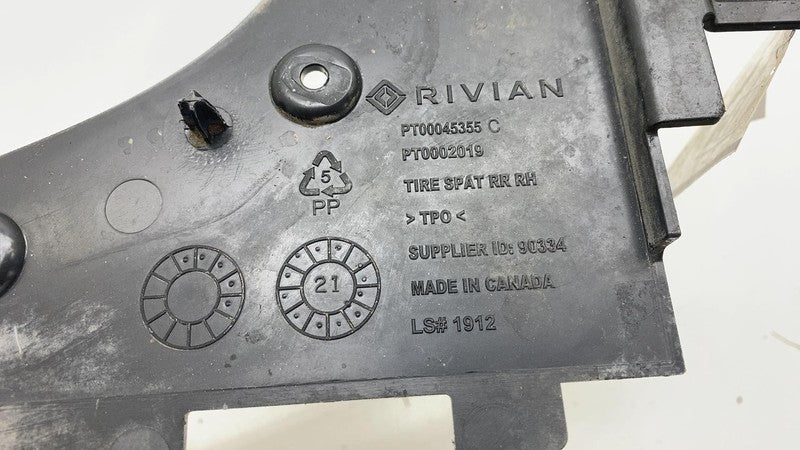 RIVIAN
PT00045355 C
PT0002019
TIRE SPAT RR RH
5
PP
> TPO <
SUPPLIER ID: 90334
21
MADE IN CANADA
LS# 1912